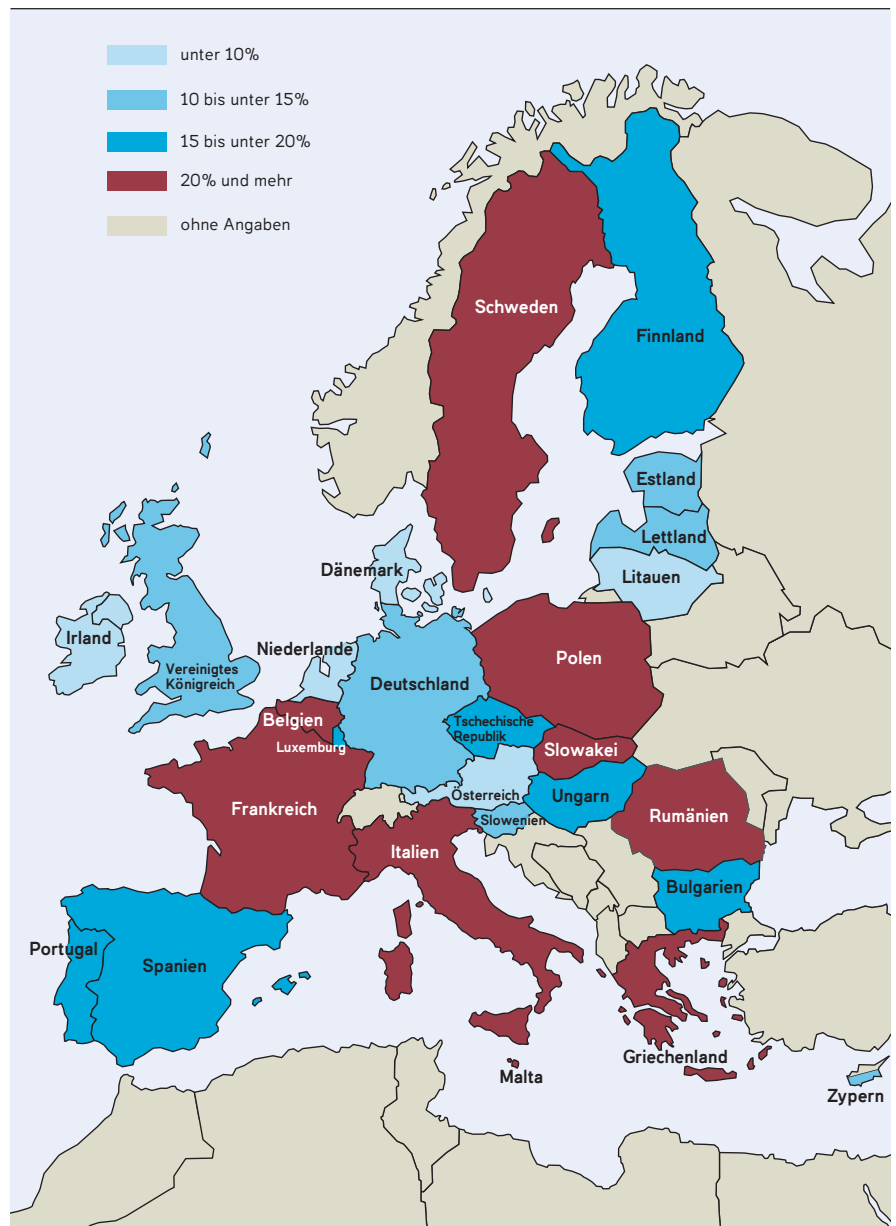 unter 10%
10 bis unter 15%
15 bis unter 20%
20% und mehr
ohne Angaben
Schweden
Finnland
Estland
Lettland
Dänemark
Litauen
Irland
Niederlande
Vereinigtes
Königreich
Deutschland
Polen
Belgien
Tschechische
Republik
Luxemburg
Slowakei
Österreich
Ungarn
Frankreich
Slowenien
Rumänien
Italien
Bulgarien
Portugal
Spanien
Griechenland
Malta
Zypern